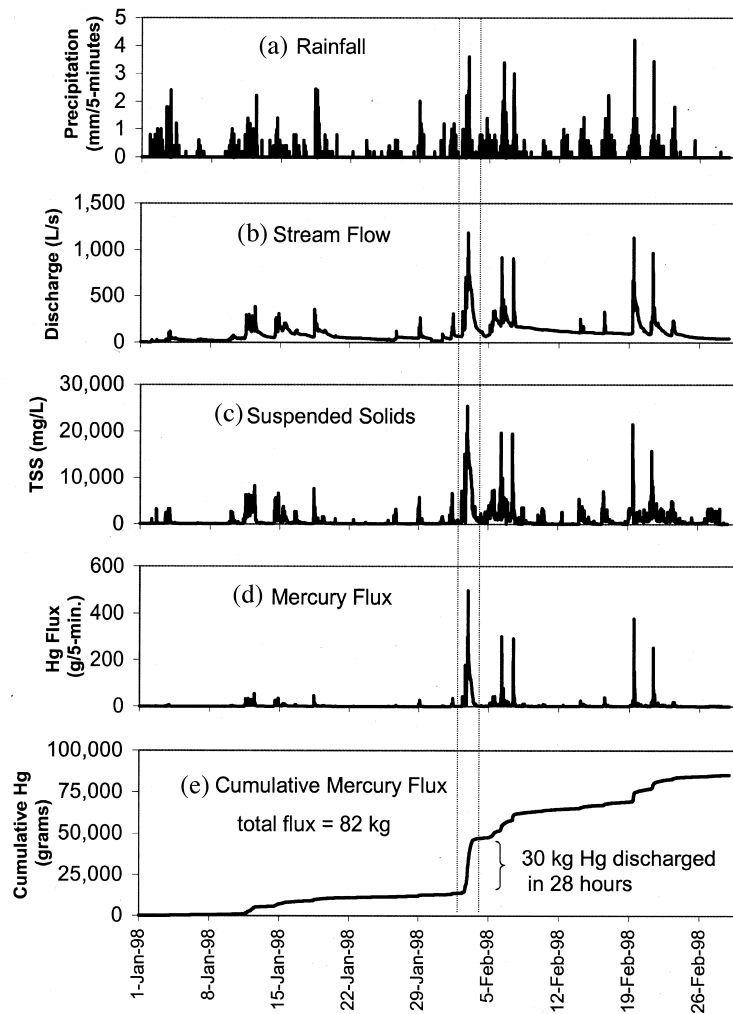 Precipitation
(mm/5-minutes)
5
4
3
2
1
0
(a) Rainfall
Discharge (L/s)
1,500
1,000
500
0
(b) Stream Flow
TSS (mg/L)
30,000
20,000
10,000
0
(c) Suspended Solids
Hg Flux
(g/5-min.)
600
400
200
0
(d) Mercury Flux
Cumulative Hg
(grams)
100,000
75,000
50,000
25,000
0
(e) Cumulative Mercury Flux
total flux = 82 kg
30 kg Hg discharged
in 28 hours
1-Jan-98
8-Jan-98
15-Jan-98
22-Jan-98
29-Jan-98
5-Feb-98
12-Feb-98
19-Feb-98
26-Feb-98